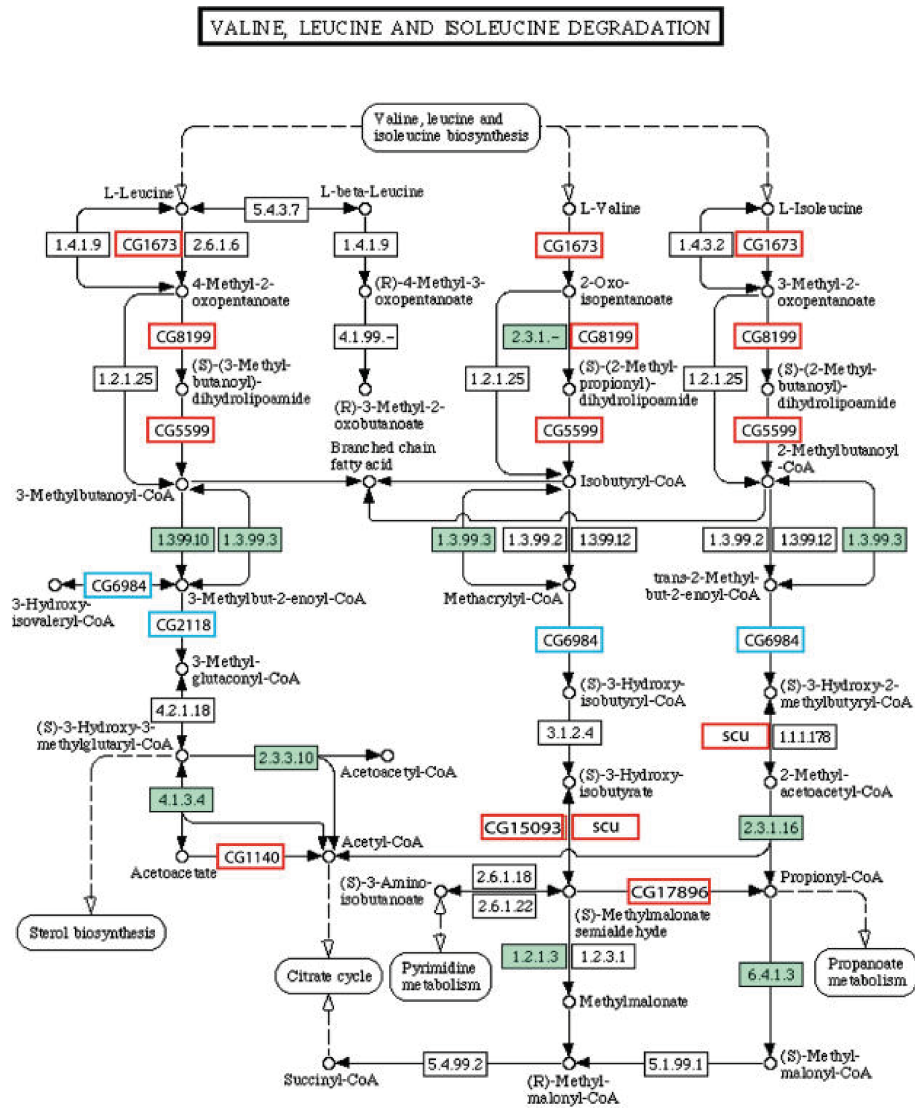 VALINE, LEUCINE AND ISOLEUCINE DEGRADATION
Valine, leucine and
isoleucine biosynthesis
L-Leucine
L-beta-Leucine
5.4.3.7
L-Valine
L-Isoleucine
1.4.1.9
CG1673
2.6.1.6
1.4.1.9
CG1673
1.4.3.2
CG1673
4-Methyl-2-
oxopentanoate
(R)-4-Methyl-3-
oxopentanoate
2-Oxo-
isopentanoate
3-Methyl-2-
oxopentanoate
CG8199
4.1.99.-
2.3.1.-
CG8199
CG8199
1.2.1.25
(S)-(3-Methyl-
butanoyl)-
dihydrolipoamide
(R)-3-Methyl-2-
oxobutanoate
1.2.1.25
(S)-(2-Methyl-
propionyl)-
dihydrolipoamide
1.2.1.25
(S)-(2-Methyl-
butanoyl)-
dihydrolipoamide
CG5599
CG5599
CG5599
Branched chain
fatty acid
2-Methylbutanoyl
-CoA
3-Methylbutanoyl-CoA
Isobutyryl-CoA
1.3.99.10
1.3.99.3
1.3.99.3
1.3.99.2
1.3.99.12
1.3.99.2
1.3.99.12
1.3.99.3
CG6984
3-Hydroxy-
isovaleryl-CoA
3-Methylbut-2-enoyl-CoA
Methacrylyl-CoA
trans-2-Methyl-
but-2-enoyl-CoA
CG2118
CG6984
CG6984
3-Methyl-
glutaconyl-CoA
(S)-3-Hydroxy-
isobutyryl-CoA
(S)-3-Hydroxy-2-
methylbutyryl-CoA
4.2.1.18
3.1.2.4
scu
1.1.1.178
(S)-3-Hydroxy-3-
methylglutaryl-CoA
2.3.3.10
Acetoacetyl-CoA
(S)-3-Hydroxy-
isobutyrate
2-Methyl-
acetoacetyl-CoA
4.1.3.4
CG15093
scu
2.3.1.16
Acetoacetate
CG1140
Acetyl-CoA
(S)-3-Amino-
isobutanoate
2.6.1.18
2.6.1.22
CG17896
Propionyl-CoA
(S)-Methylmalonate
semialdehyde
Sterol biosynthesis
Citrate cycle
Pyrimidine
metabolism
1.2.1.3
1.2.3.1
6.4.1.3
Propanoate
metabolism
Methylmalonate
Succinyl-CoA
5.4.99.2
(R)-Methyl-
malonyl-CoA
5.1.99.1
(S)-Methyl-
malonyl-CoA